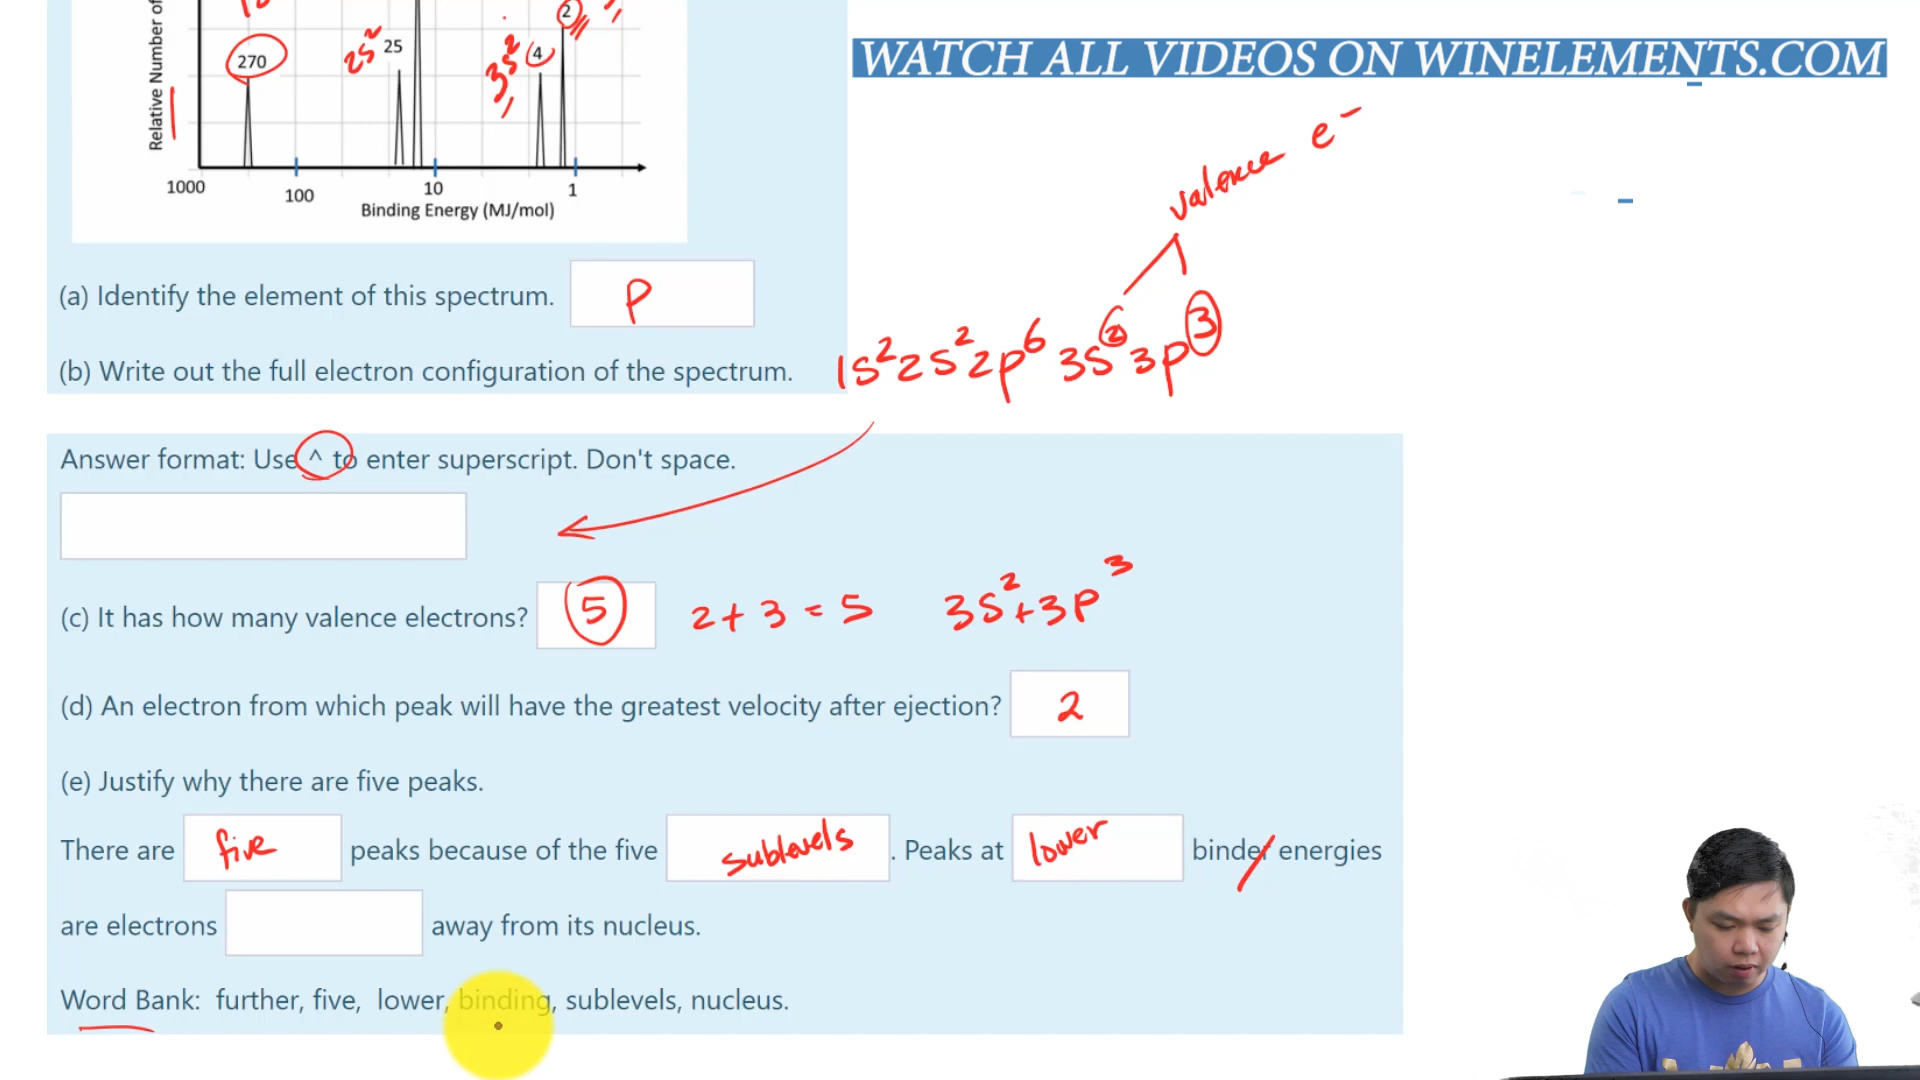 WATCH ALL VIDEOS ON WINELEMENTS.COM
Relative Number of
270
2s²
25
3s²
4
2
1000
100
10
1
Binding Energy (MJ/mol)
valence e⁻
(a) Identify the element of this spectrum. P
(b) Write out the full electron configuration of the spectrum. 1s²2s²2p⁶3s²3p³
Answer format: Use ^ to enter superscript. Don't space.
(c) It has how many valence electrons? 5 2+3=5 3s²+3p³
(d) An electron from which peak will have the greatest velocity after ejection? 2
(e) Justify why there are five peaks.
There are five peaks because of the five sublevels. Peaks at lower binder energies
are electrons away from its nucleus.
Word Bank: further, five, lower, binding, sublevels, nucleus.